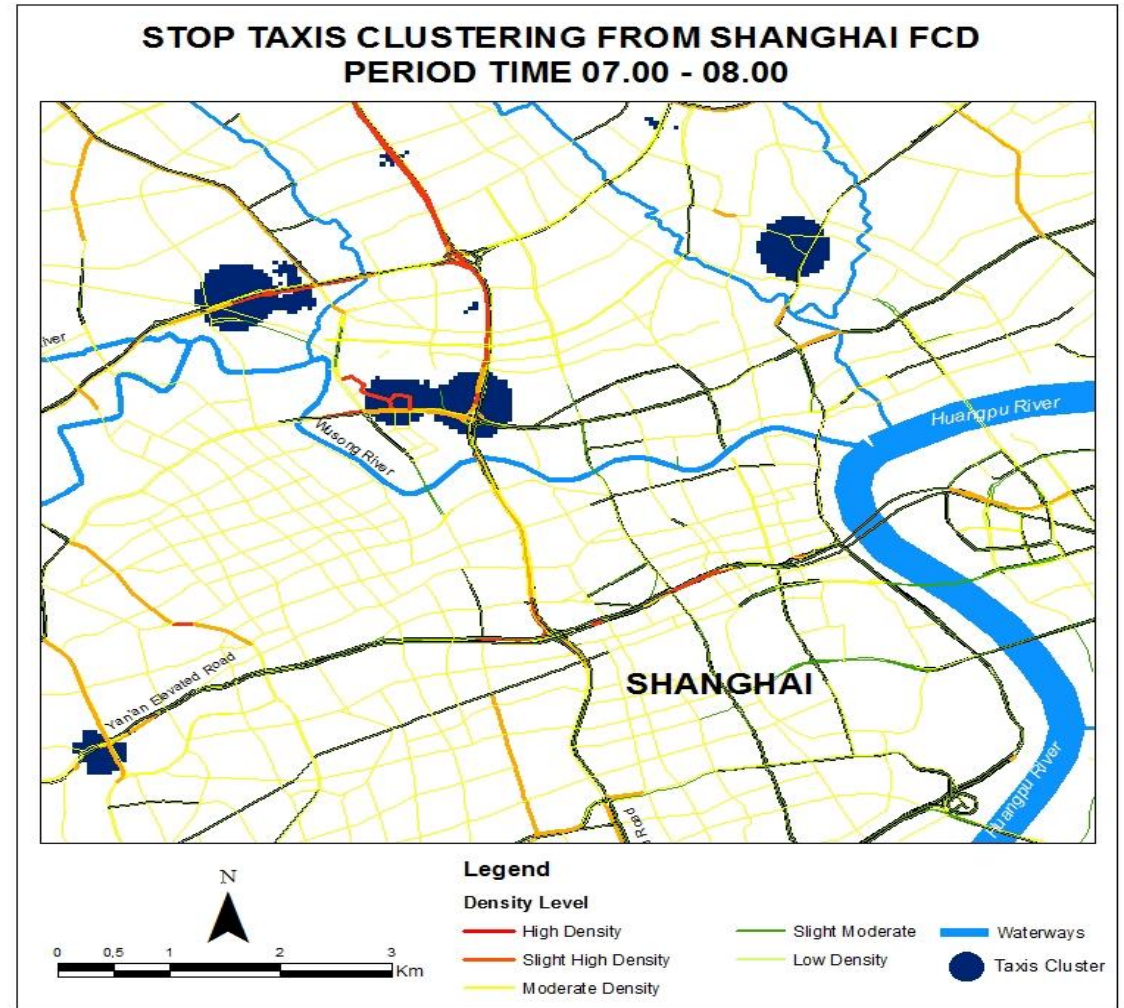 STOP TAXIS CLUSTERING FROM SHANGHAI FCD
PERIOD TIME 07.00 - 08.00
Huangpu River
iver
Wusong River
Yan'an Elevated Road
SHANGHAI
Huangpu River
Road
N
0 0,5 1 2 3
Km
Legend
Density Level
High Density
Slight High Density
Moderate Density
Slight Moderate
Low Density
Waterways
Taxis Cluster